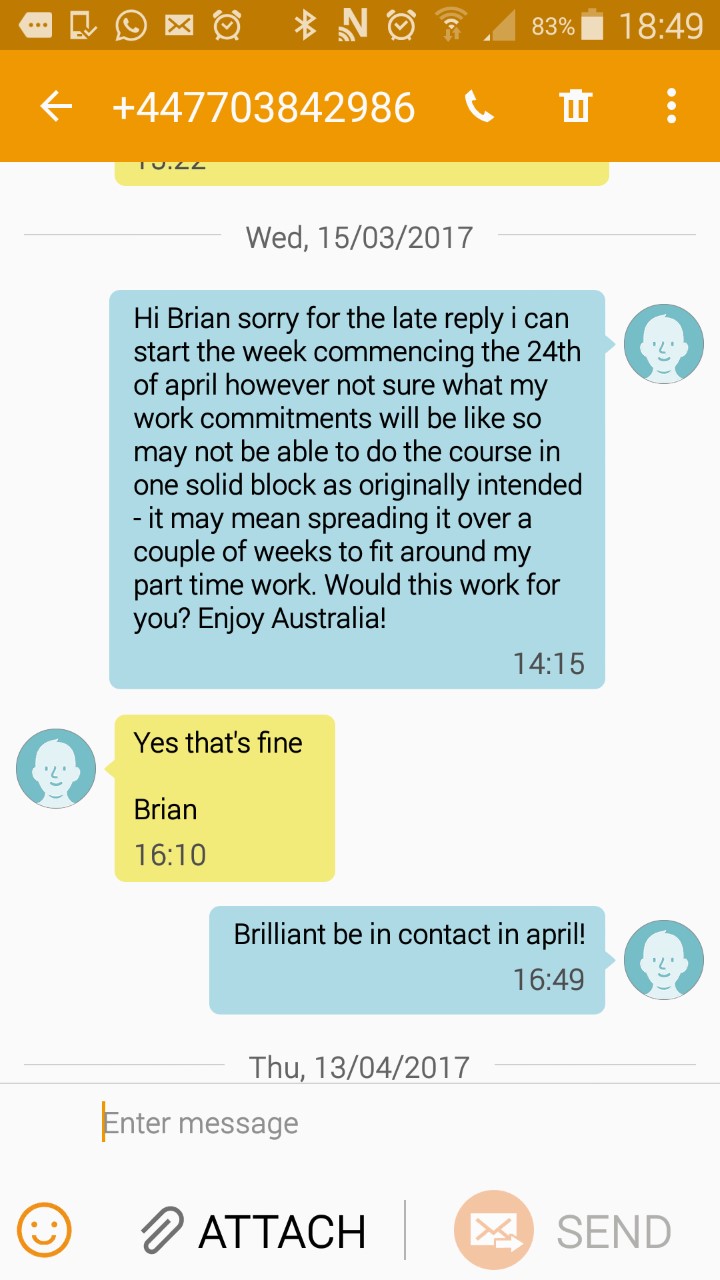 83% 18:49
+447703842986
Wed, 15/03/2017
Hi Brian sorry for the late reply i can
start the week commencing the 24th
of april however not sure what my
work commitments will be like so
may not be able to do the course in
one solid block as originally intended
- it may mean spreading it over a
couple of weeks to fit around my
part time work. Would this work for
you? Enjoy Australia!
14:15
Yes that's fine
Brian
16:10
Brilliant be in contact in april!
16:49
Thu, 13/04/2017
Enter message
ATTACH SEND